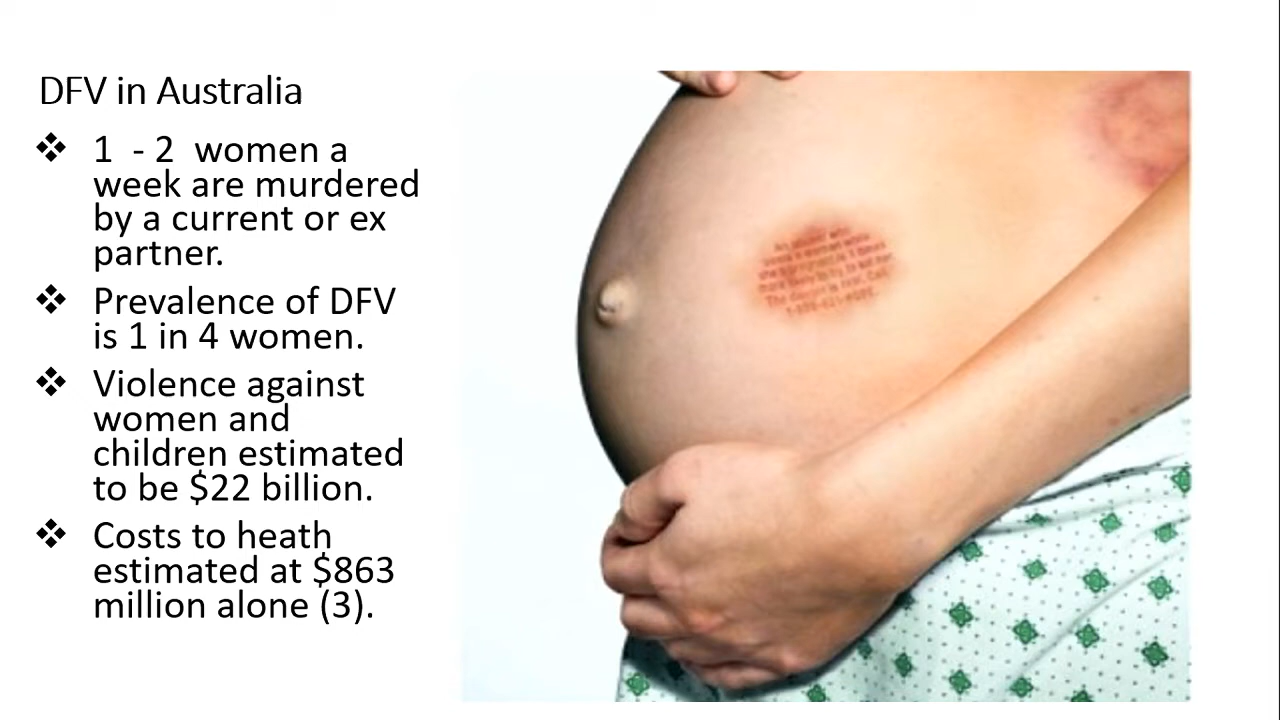 DFV in Australia
❖ 1 - 2 women a
week are murdered
by a current or ex
partner.
❖ Prevalence of DFV
is 1 in 4 women.
❖ Violence against
women and
children estimated
to be $22 billion.
❖ Costs to heath
estimated at $863
million alone (3).